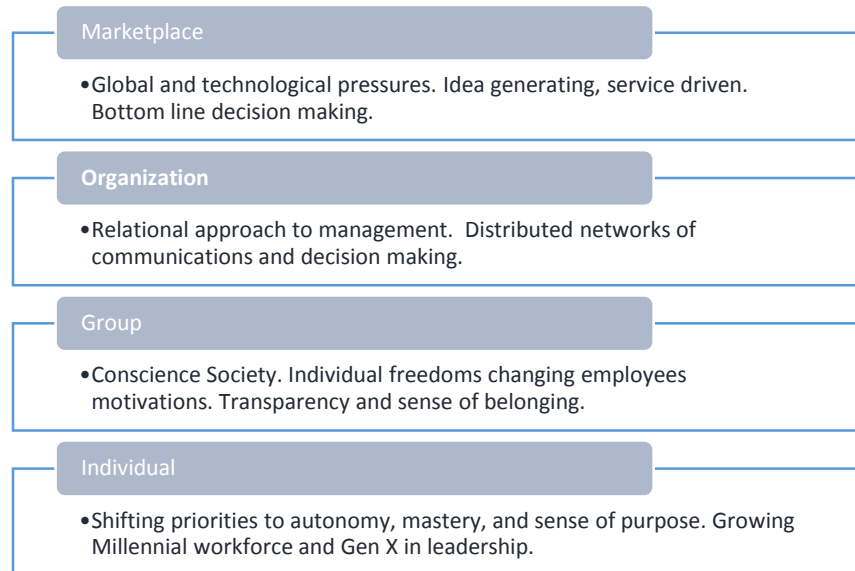 Marketplace
•Global and technological pressures. Idea generating, service driven.
Bottom line decision making.
Organization
•Relational approach to management.  Distributed networks of
communications and decision making.
Group
•Conscience Society. Individual freedoms changing employees
motivations. Transparency and sense of belonging.
Individual
•Shifting priorities to autonomy, mastery, and sense of purpose. Growing
Millennial workforce and Gen X in leadership.